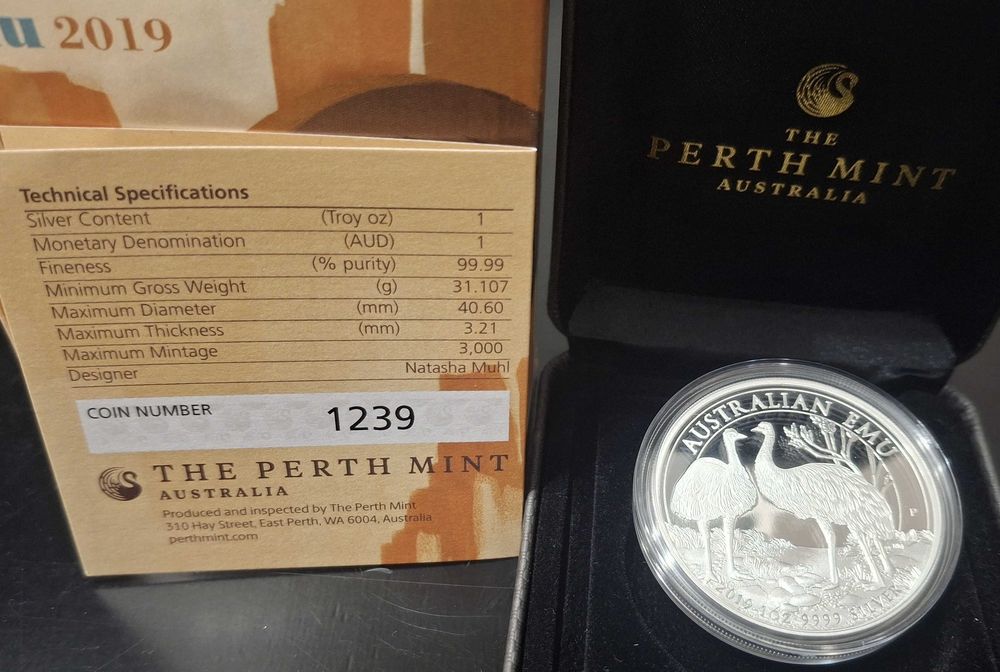 u 2019
Technical Specifications
Silver Content (Troy oz) 1
Monetary Denomination (AUD) 1
Fineness (% purity) 99.99
Minimum Gross Weight (g) 31.107
Maximum Diameter (mm) 40.60
Maximum Thickness (mm) 3.21
Maximum Mintage 3,000
Designer Natasha Muhl
COIN NUMBER 1239
THE PERTH MINT
AUSTRALIA
Produced and inspected by The Perth Mint
310 Hay Street, East Perth, WA 6004, Australia
perthmint.com
THE
PERTH MINT
AUSTRALIA
AUSTRALIAN EMU
P
2019 1OZ 9999 SILVER